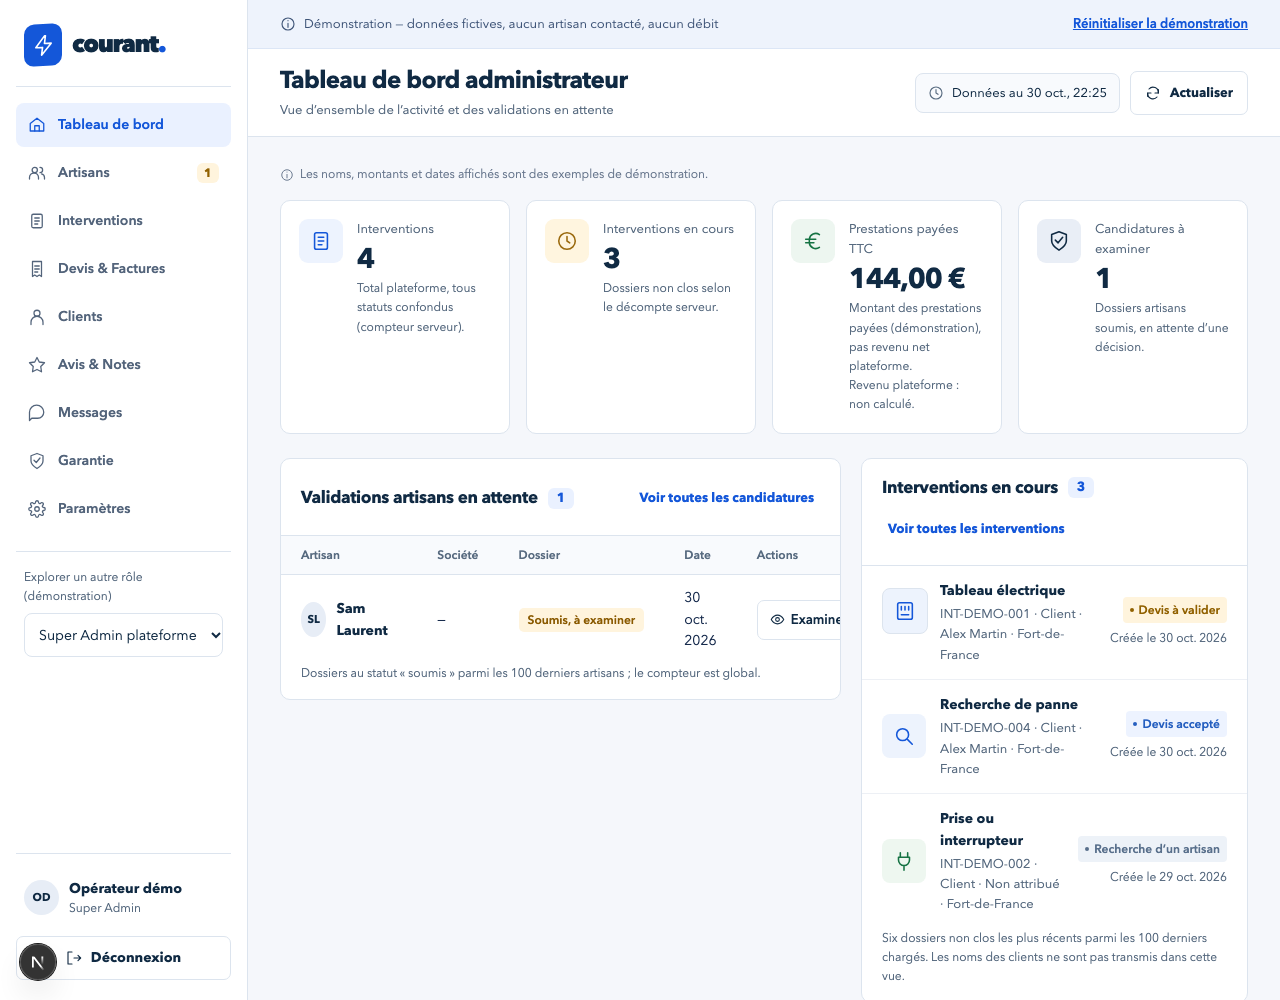 courant.
Tableau de bord
Artisans 1
Interventions
Devis & Factures
Clients
Avis & Notes
Messages
Garantie
Paramètres
Explorer un autre rôle
(démonstration)
Super Admin plateforme
OD
Opérateur démo
Super Admin
N
Déconnexion
Démonstration – données fictives, aucun artisan contacté, aucun débit
Réinitialiser la démonstration
Tableau de bord administrateur
Vue d’ensemble de l’activité et des validations en attente
Données au 30 oct., 22:25
Actualiser
Les noms, montants et dates affichés sont des exemples de démonstration.
Interventions
4
Total plateforme, tous
statuts confondus
(compteur serveur).
Interventions en cours
3
Dossiers non clos selon
le décompte serveur.
Prestations payées
TTC
144,00 €
Montant des prestations
payées (démonstration),
pas revenu net
plateforme.
Revenu plateforme :
non calculé.
Candidatures à
examiner
1
Dossiers artisans
soumis, en attente d’une
décision.
Validations artisans en attente 1
Voir toutes les candidatures
Artisan Société Dossier Date Actions
SL
Sam
Laurent
–
Soumis, à examiner
30
oct.
2026
Examine
Dossiers au statut « soumis » parmi les 100 derniers artisans ; le compteur est global.
Interventions en cours 3
Voir toutes les interventions
Tableau électrique
INT-DEMO-001 · Client ·
Alex Martin · Fort-de-
France
• Devis à valider
Créée le 30 oct. 2026
Recherche de panne
INT-DEMO-004 · Client ·
Alex Martin · Fort-de-
France
• Devis accepté
Créée le 30 oct. 2026
Prise ou
interrupteur
INT-DEMO-002 ·
Client · Non attribué
· Fort-de-France
• Recherche d’un artisan
Créée le 29 oct. 2026
Six dossiers non clos les plus récents parmi les 100 derniers
chargés. Les noms des clients ne sont pas transmis dans cette
vue.